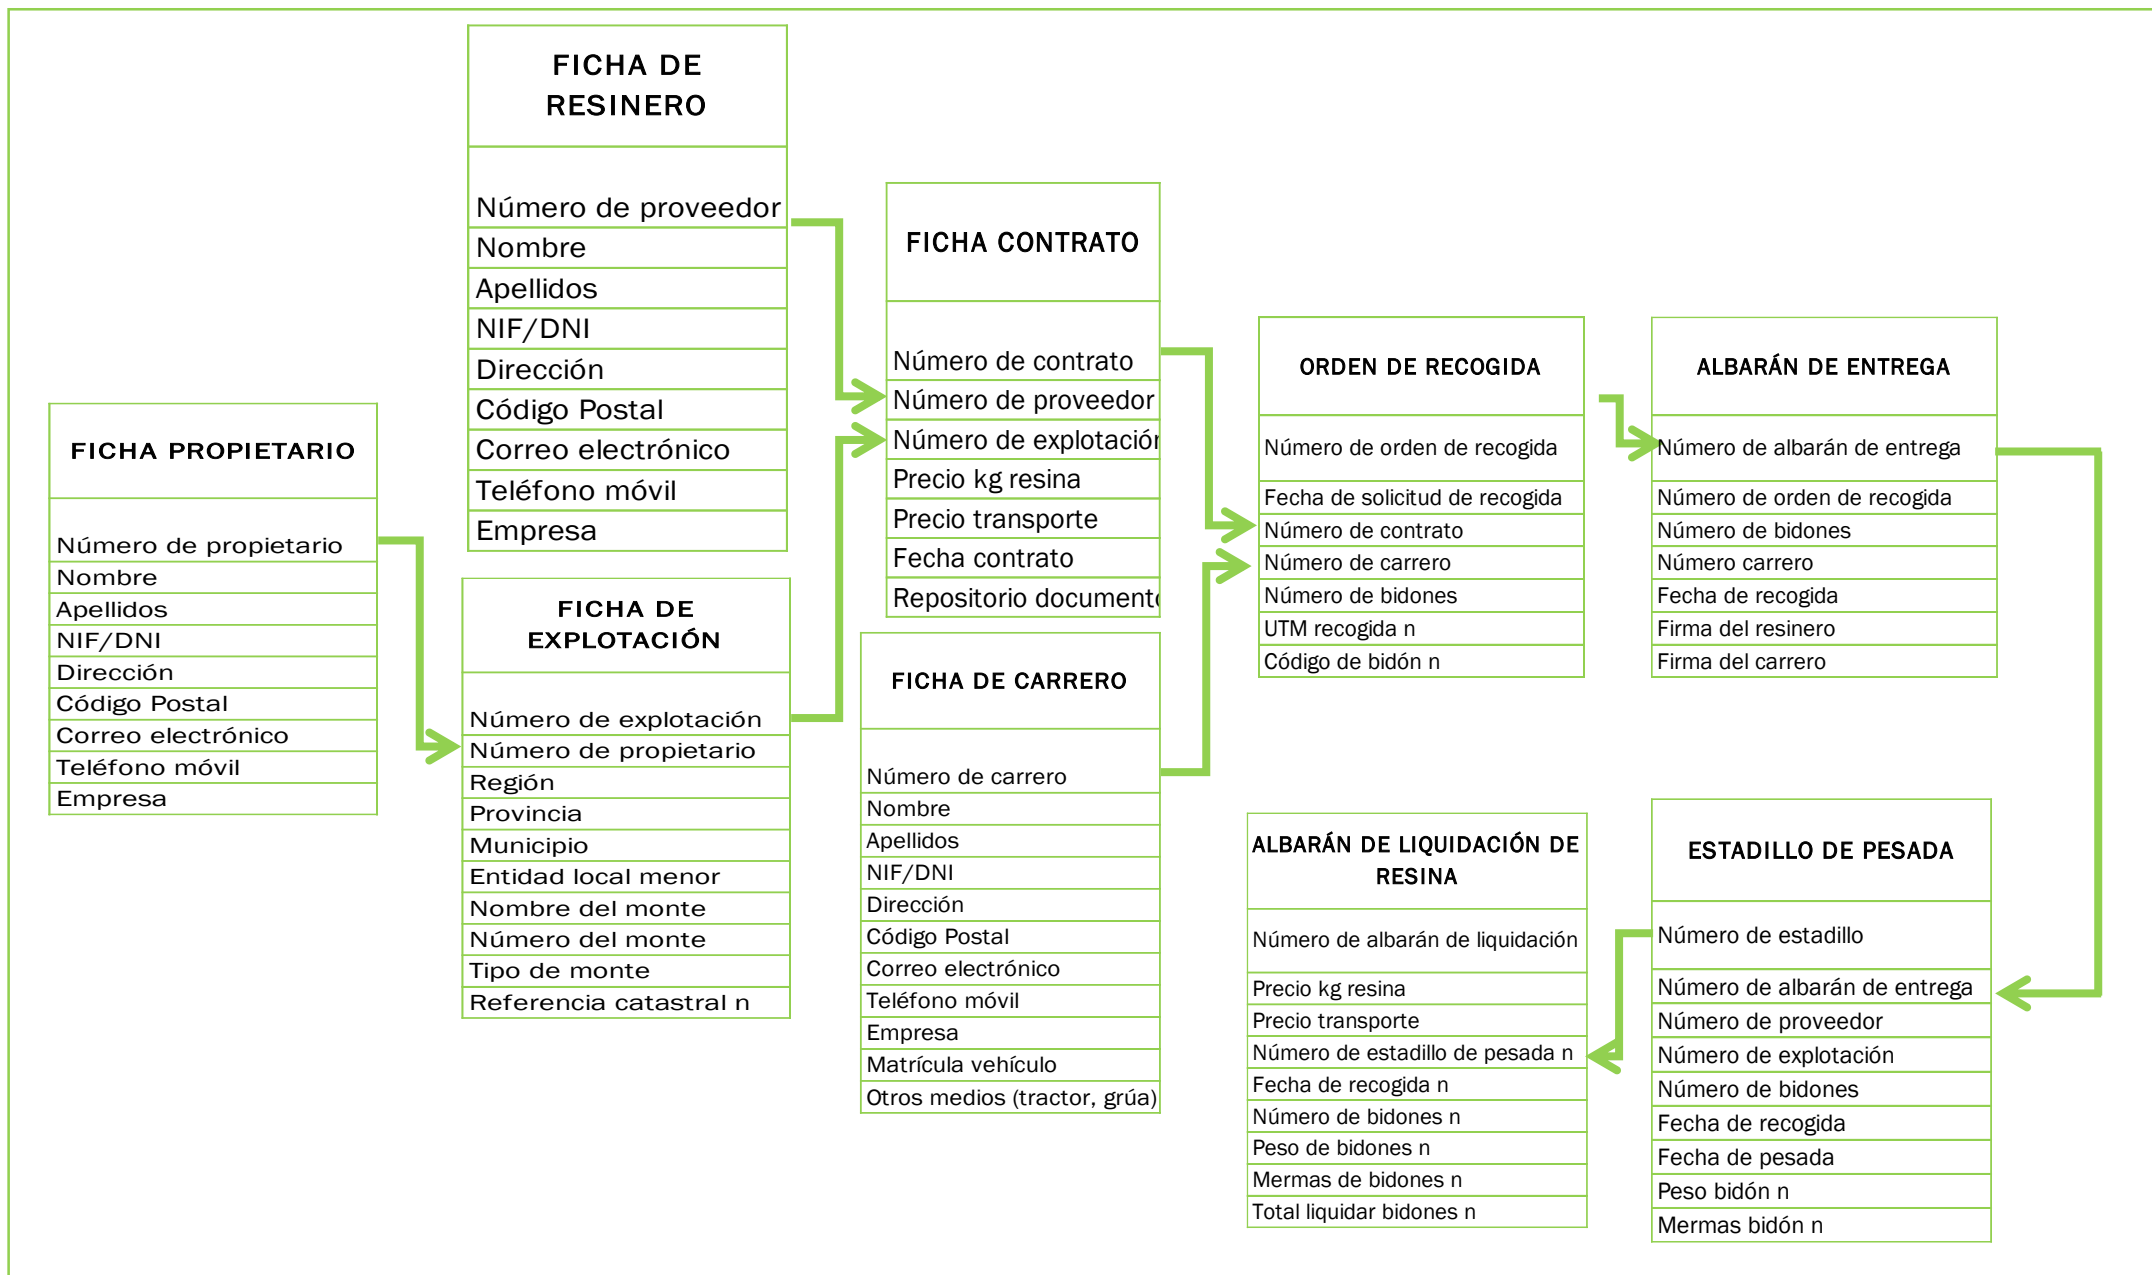 FICHA DE
RESINERO
Número de proveedor
Nombre
Apellidos
NIF/DNI
Dirección
Código Postal
Correo electrónico
Teléfono móvil
Empresa
FICHA PROPIETARIO
Número de propietario
Nombre
Apellidos
NIF/DNI
Dirección
Código Postal
Correo electrónico
Teléfono móvil
Empresa
FICHA DE
EXPLOTACIÓN
Número de explotación
Número de propietario
Región
Provincia
Municipio
Entidad local menor
Nombre del monte
Número del monte
Tipo de monte
Referencia catastral n
FICHA CONTRATO
Número de contrato
Número de proveedor
Número de explotación
Precio kg resina
Precio transporte
Fecha contrato
Repositorio documento
FICHA DE CARRERO
Número de carrero
Nombre
Apellidos
NIF/DNI
Dirección
Código Postal
Correo electrónico
Teléfono móvil
Empresa
Matrícula vehículo
Otros medios (tractor, grúa)
ORDEN DE RECOGIDA
Número de orden de recogida
Fecha de solicitud de recogida
Número de contrato
Número de carrero
Número de bidones
UTM recogida n
Código de bidón n
ALBARÁN DE ENTREGA
Número de albarán de entrega
Número de orden de recogida
Número de bidones
Número carrero
Fecha de recogida
Firma del resinero
Firma del carrero
ALBARÁN DE LIQUIDACIÓN DE
RESINA
Número de albarán de liquidación
Precio kg resina
Precio transporte
Número de estadillo de pesada n
Fecha de recogida n
Número de bidones n
Peso de bidones n
Mermas de bidones n
Total liquidar bidones n
ESTADILLO DE PESADA
Número de estadillo
Número de albarán de entrega
Número de proveedor
Número de explotación
Número de bidones
Fecha de recogida
Fecha de pesada
Peso bidón n
Mermas bidón n